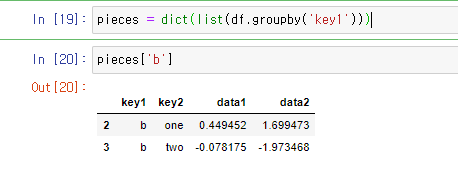 In [19]: pieces = dict(list(df.groupby('key1')))
In [20]: pieces['b']
Out[20]:
key1 key2 data1 data2
2 b one 0.449452 1.699473
3 b two -0.078175 -1.973468